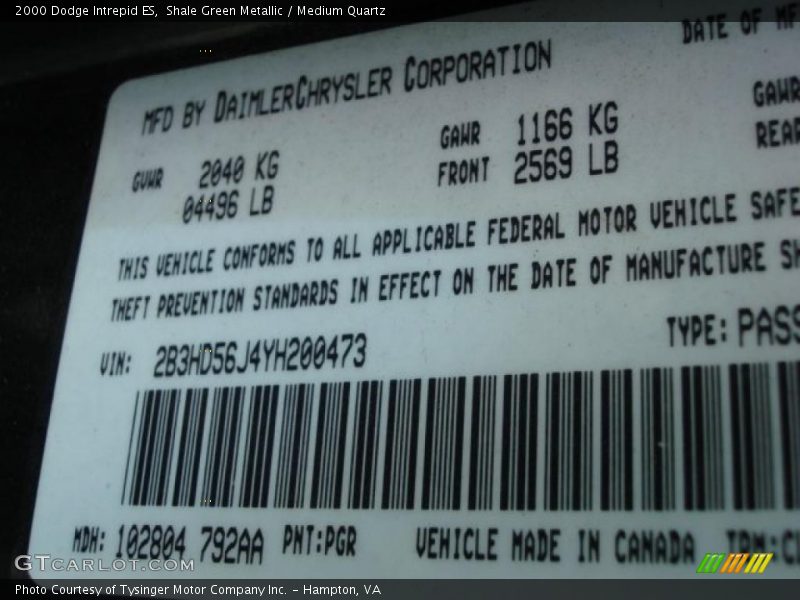 2000 Dodge Intrepid ES, Shale Green Metallic / Medium Quartz
DATE OF MF
MFD BY DAIMLERCHRYSLER CORPORATION
GVWR 2040 KG
04496 LB
GAWR 1166 KG
FRONT 2569 LB
GAWR
REAR
THIS VEHICLE CONFORMS TO ALL APPLICABLE FEDERAL MOTOR VEHICLE SAFE
THEFT PREVENTION STANDARDS IN EFFECT ON THE DATE OF MANUFACTURE SH
VIN: 2B3HD56J4YH200473
TYPE: PASS
MDH: 102804 792AA PNT:PGR VEHICLE MADE IN CANADA TRM:CL
GTCARLOT.COM
Photo Courtesy of Tysinger Motor Company Inc. – Hampton, VA